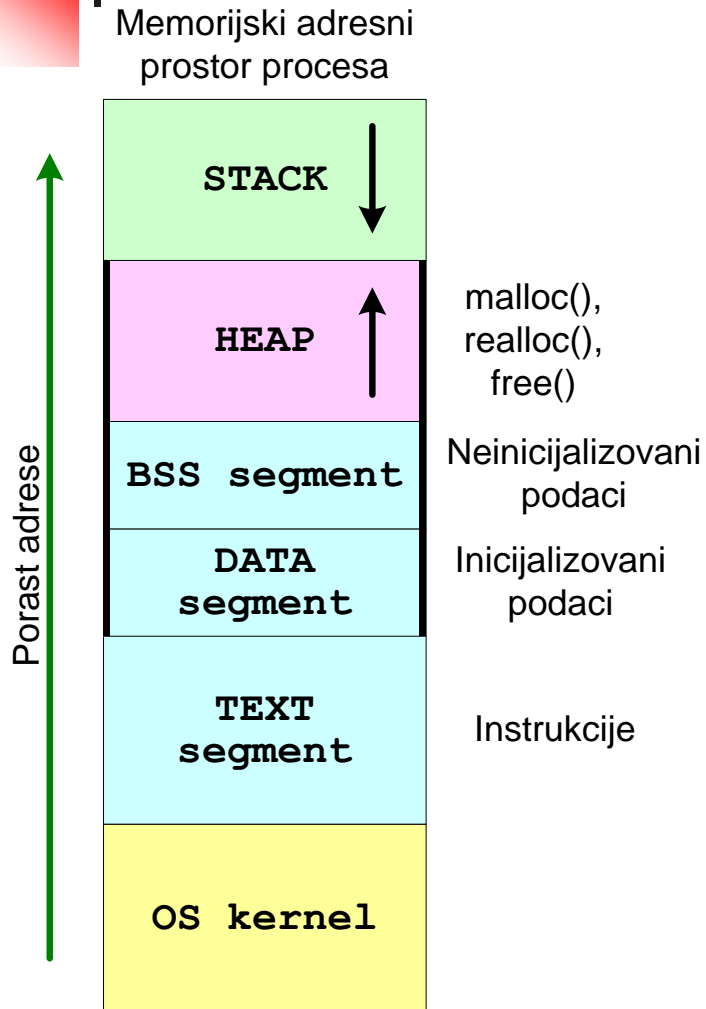 Memorijski adresni
prostor procesa
STACK
HEAP
malloc(),
realloc(),
free()
BSS segment
Neinicijalizovani
podaci
DATA
segment
Inicijalizovani
podaci
TEXT
segment
Instrukcije
OS kernel
Porast adrese